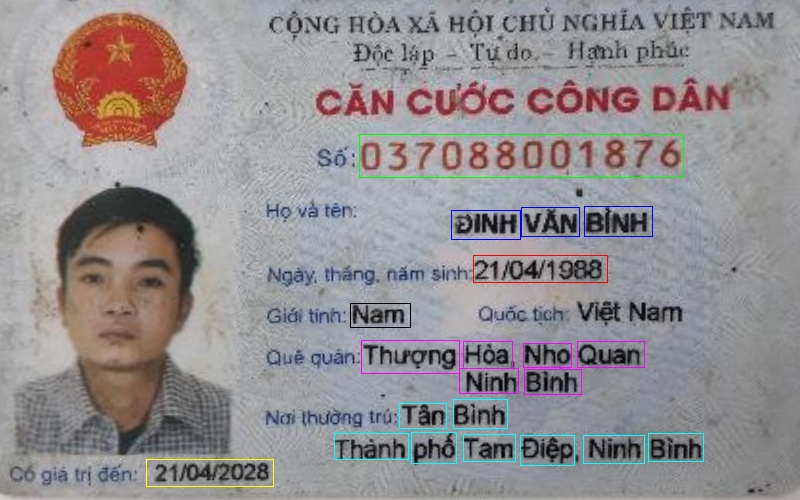 CỘNG HÒA XÃ HỘI CHỦ NGHĨA VIỆT NAM
Độc lập - Tự do - Hạnh phúc
CĂN CƯỚC CÔNG DÂN
Số: 037088001876
Họ và tên: ĐINH VĂN BÌNH
Ngày, tháng, năm sinh: 21/04/1988
Giới tính: Nam Quốc tịch: Việt Nam
Quê quán: Thượng Hòa, Nho Quan
Ninh Bình
Nơi thường trú: Tân Bình
Thành phố Tam Điệp, Ninh Bình
Có giá trị đến: 21/04/2028